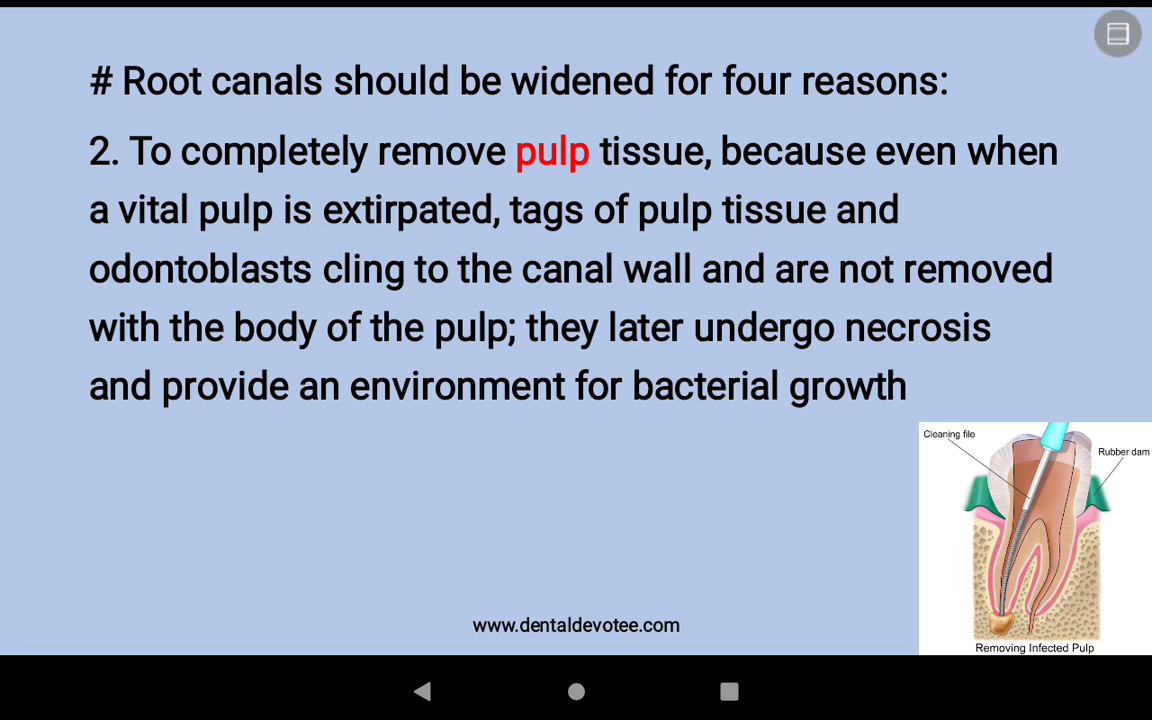 # Root canals should be widened for four reasons:
2. To completely remove pulp tissue, because even when
a vital pulp is extirpated, tags of pulp tissue and
odontoblasts cling to the canal wall and are not removed
with the body of the pulp; they later undergo necrosis
and provide an environment for bacterial growth
Cleaning file
Rubber dam
www.dentaldevotee.com
Removing Infected Pulp